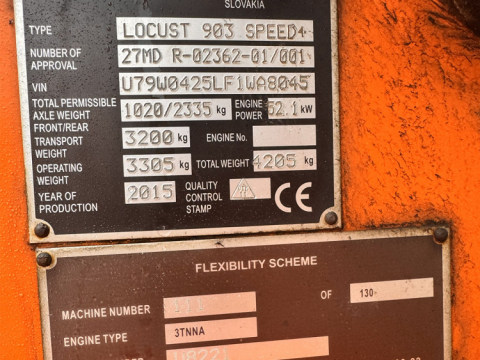 SLOVAKIA
TYPE LOCUST 903 SPEED+
NUMBER OF APPROVAL 27MD R-02362-01/001
VIN U79W0425LF1WA8045
TOTAL PERMISSIBLE AXLE WEIGHT FRONT/REAR 1020/2335 kg ENGINE POWER 52.1 kW
TRANSPORT WEIGHT 3200 kg ENGINE No.
OPERATING WEIGHT 3305 kg TOTAL WEIGHT 4205 kg
YEAR OF PRODUCTION 2015 QUALITY CONTROL STAMP CE
FLEXIBILITY SCHEME
MACHINE NUMBER OF 130-
ENGINE TYPE 3TNNA